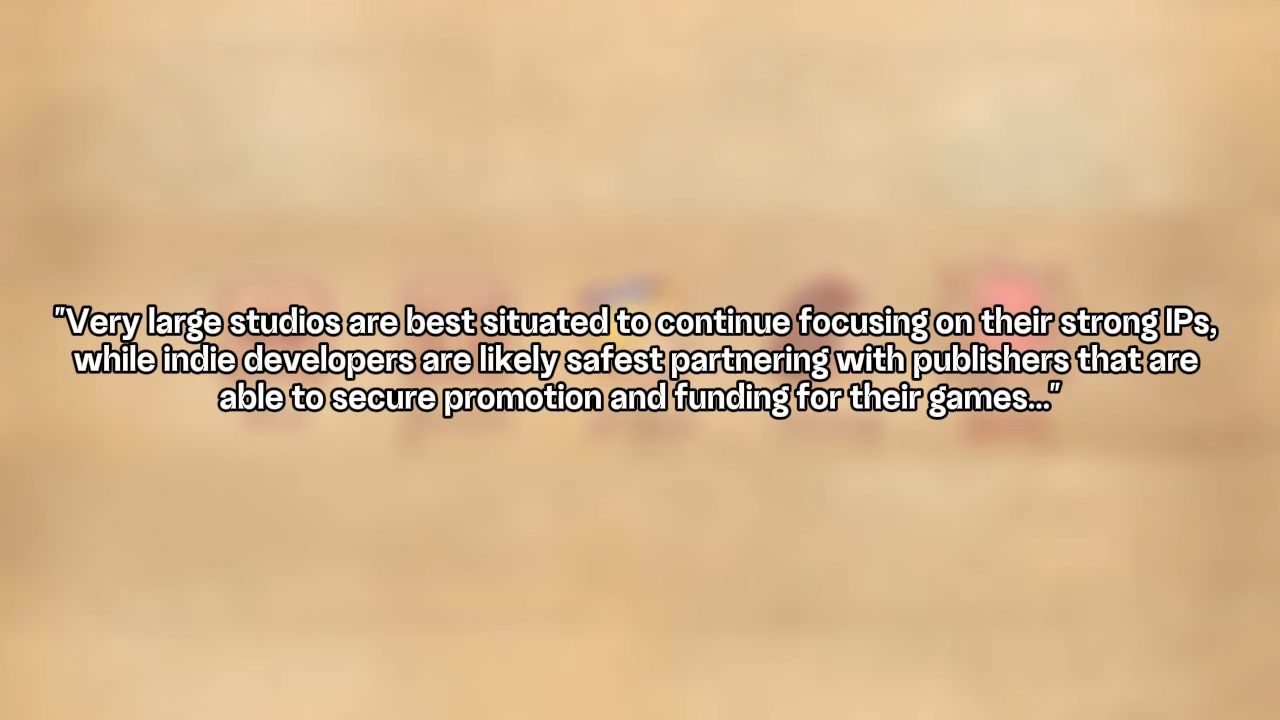 "Very large studios are best situated to continue focusing on their strong IPs,
while indie developers are likely safest partnering with publishers that are
able to secure promotion and funding for their games..."